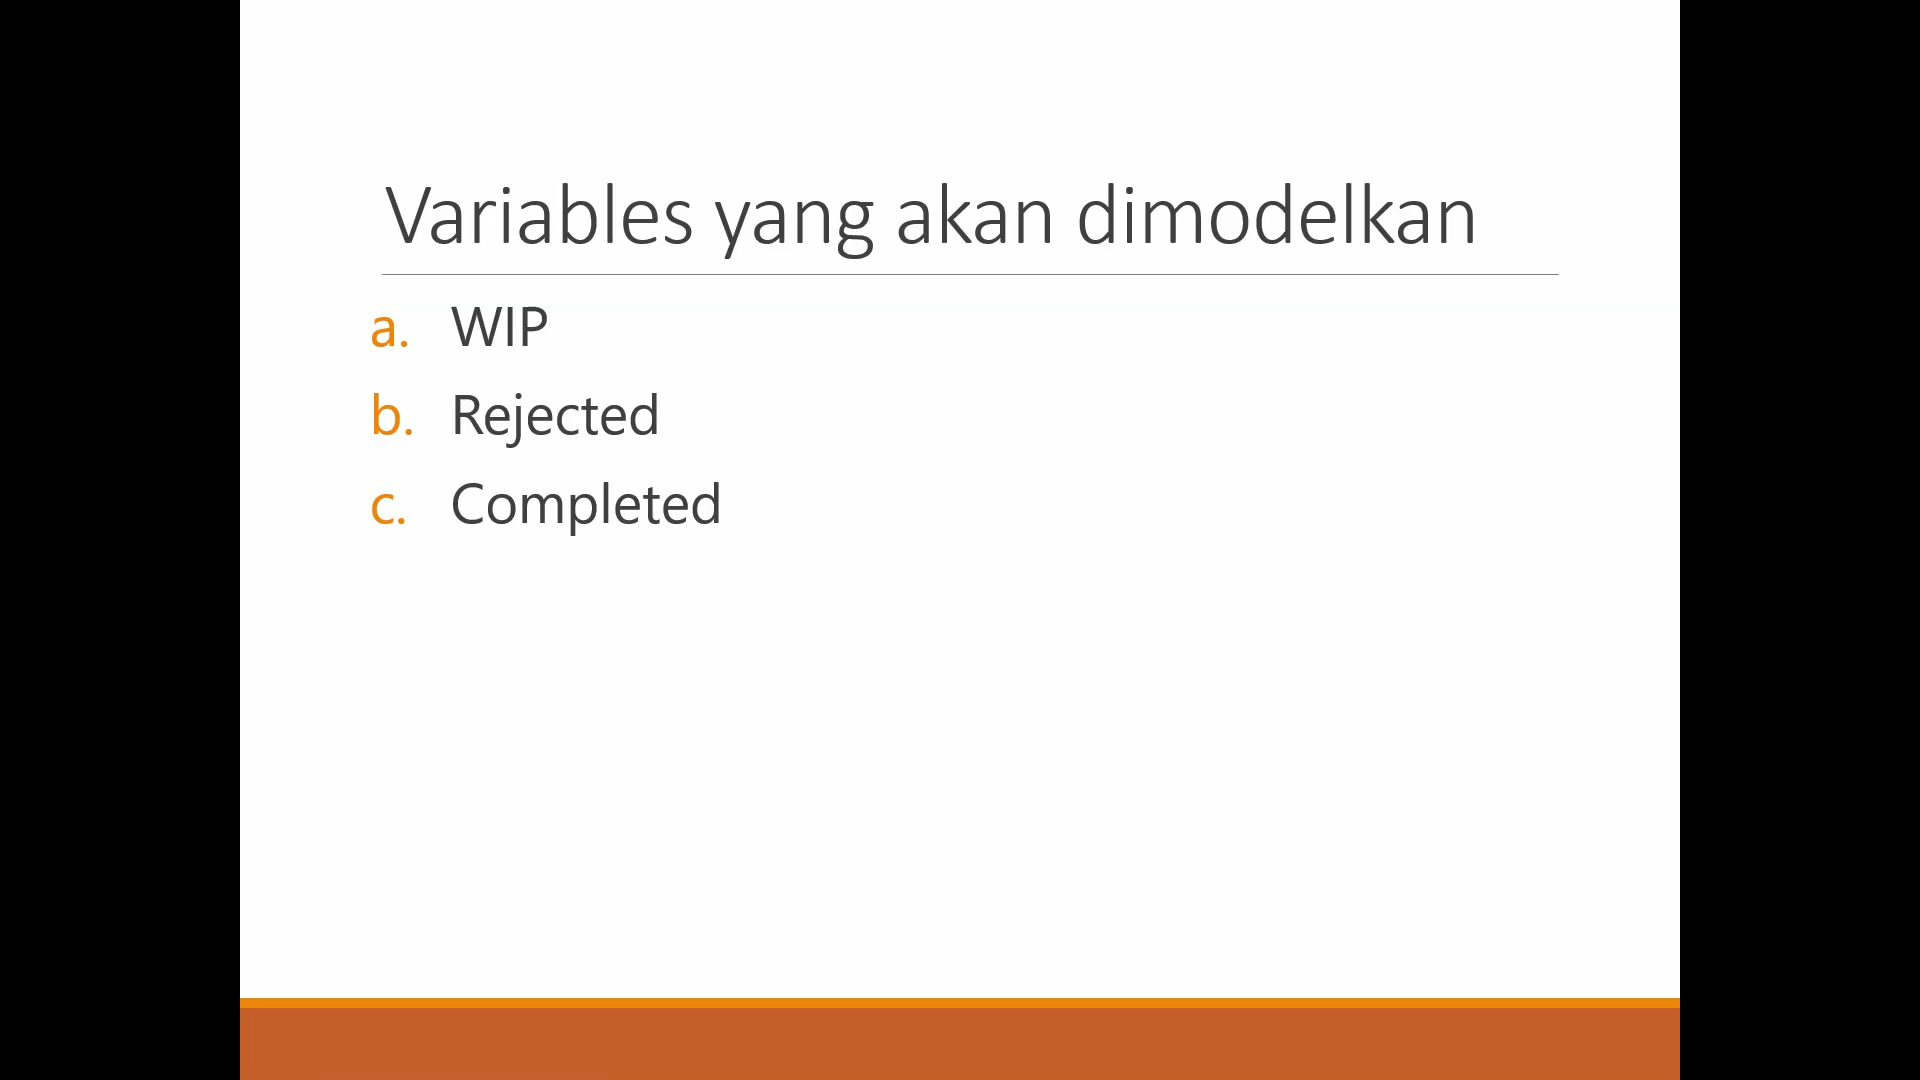 Variables yang akan dimodelkan
a. WIP
b. Rejected
c. Completed